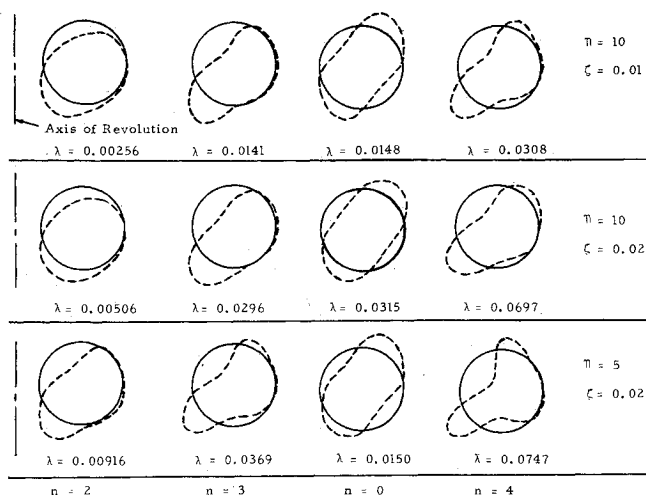 η = 10
ζ = 0.01
Axis of Revolution
λ = 0.00256 λ = 0.0141 λ = 0.0148 λ = 0.0308
η = 10
ζ = 0.02
λ = 0.00506 λ = 0.0296 λ = 0.0315 λ = 0.0697
η = 5
ζ = 0.02
λ = 0.00916 λ = 0.0369 λ = 0.0150 λ = 0.0747
n = 2 n = 3 n = 0 n = 4